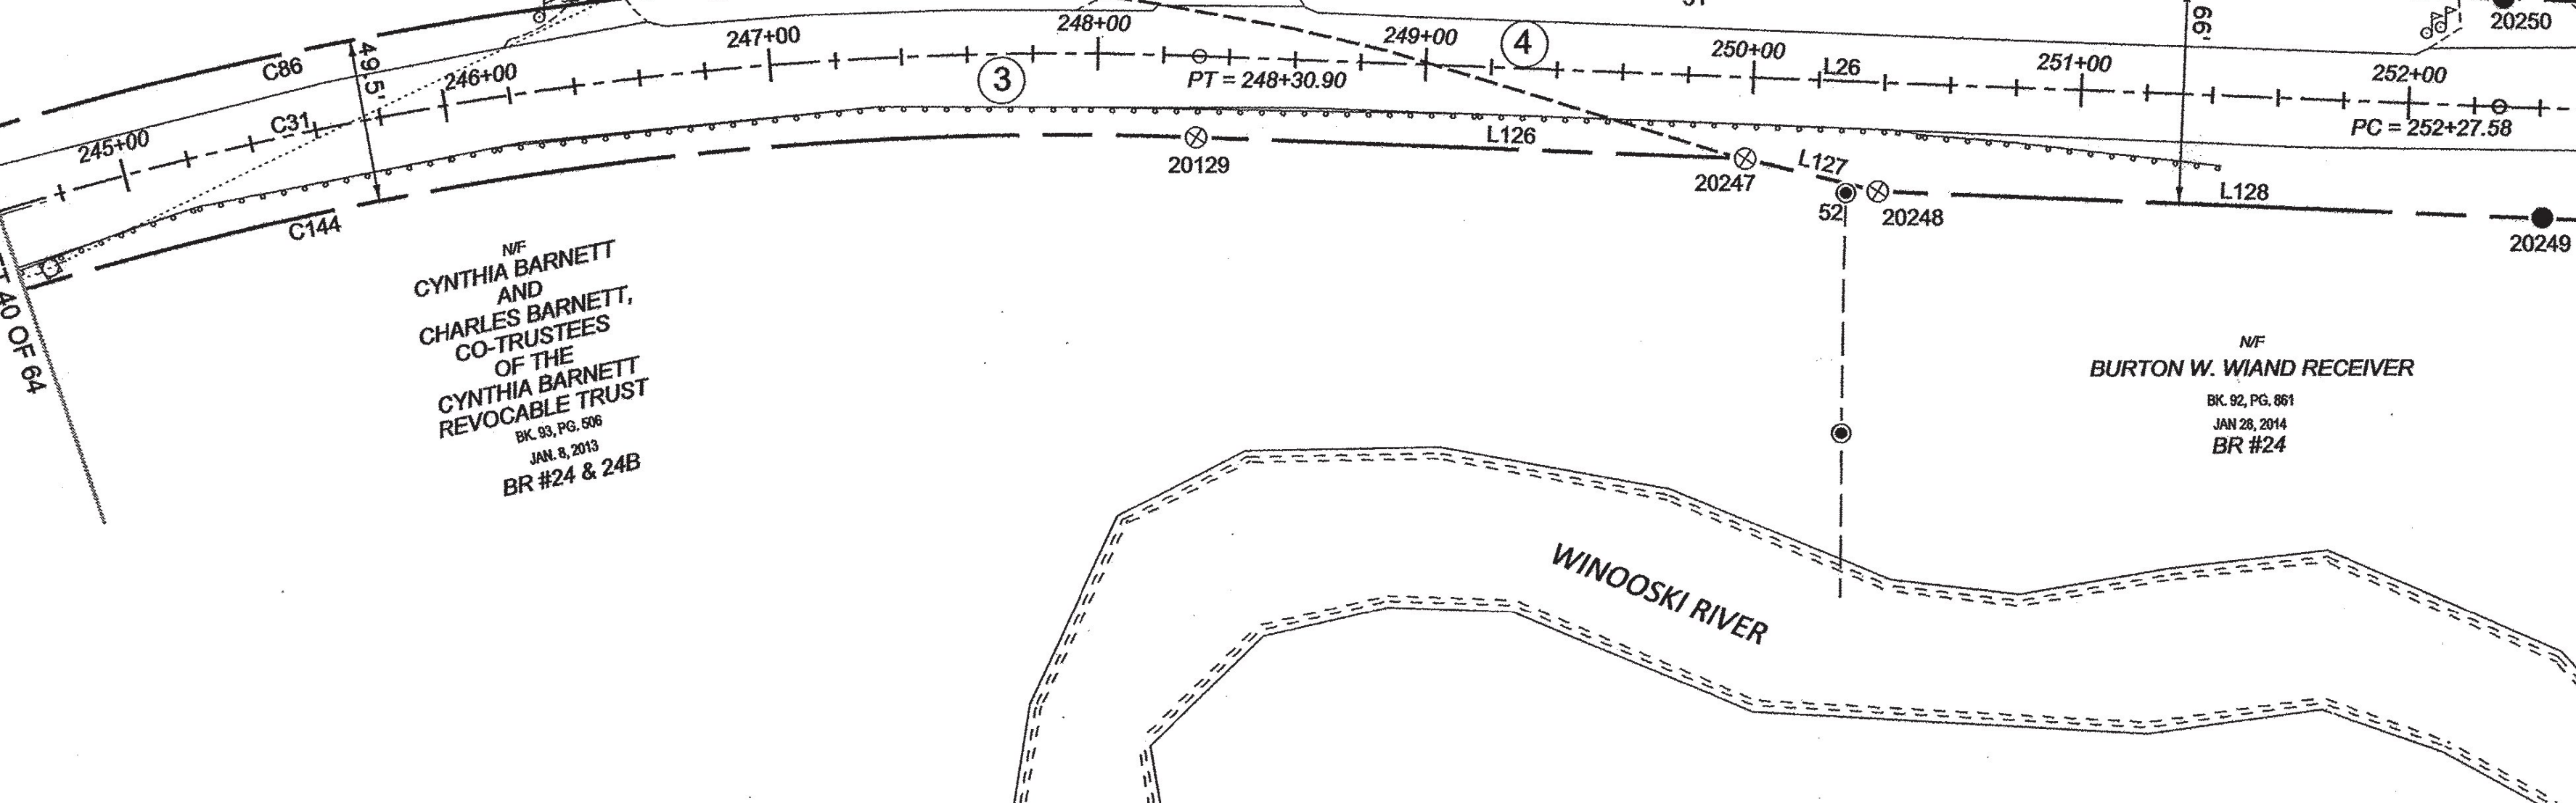 66'
20250
248+00
247+00
249+00
4
250+00
251+00
252+00
C86
49.5'
246+00
3
PT = 248+30.90
L26
C31
245+00
PC = 252+27.58
L126
20129
20247
L127
52
20248
L128
20249
C144
40 OF 64
N/F
CYNTHIA BARNETT
AND
CHARLES BARNETT,
CO-TRUSTEES
OF THE
CYNTHIA BARNETT
REVOCABLE TRUST
BK. 93, PG. 506
JAN. 8, 2013
BR #24 & 24B
N/F
BURTON W. WIAND RECEIVER
BK. 92, PG. 861
JAN 28, 2014
BR #24
WINOOSKI RIVER